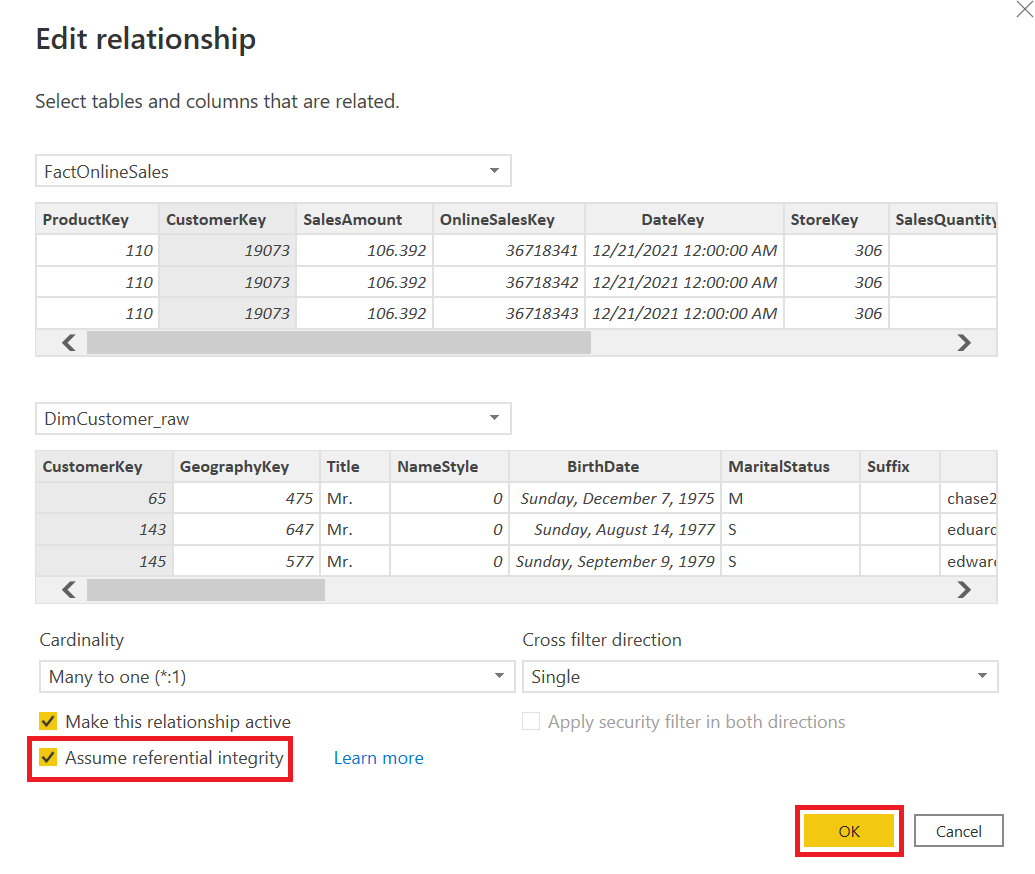 Edit relationship
Select tables and columns that are related.
FactOnlineSales
ProductKey CustomerKey SalesAmount OnlineSalesKey DateKey StoreKey SalesQuantity
110 19073 106.392 36718341 12/21/2021 12:00:00 AM 306
110 19073 106.392 36718342 12/21/2021 12:00:00 AM 306
110 19073 106.392 36718343 12/21/2021 12:00:00 AM 306
DimCustomer_raw
CustomerKey GeographyKey Title NameStyle BirthDate MaritalStatus Suffix
65 475 Mr. 0 Sunday, December 7, 1975 M chase2
143 647 Mr. 0 Sunday, August 14, 1977 S eduard
145 577 Mr. 0 Sunday, September 9, 1979 S edward
Cardinality Cross filter direction
Many to one (*:1) Single
Make this relationship active Apply security filter in both directions
Assume referential integrity Learn more
OK Cancel